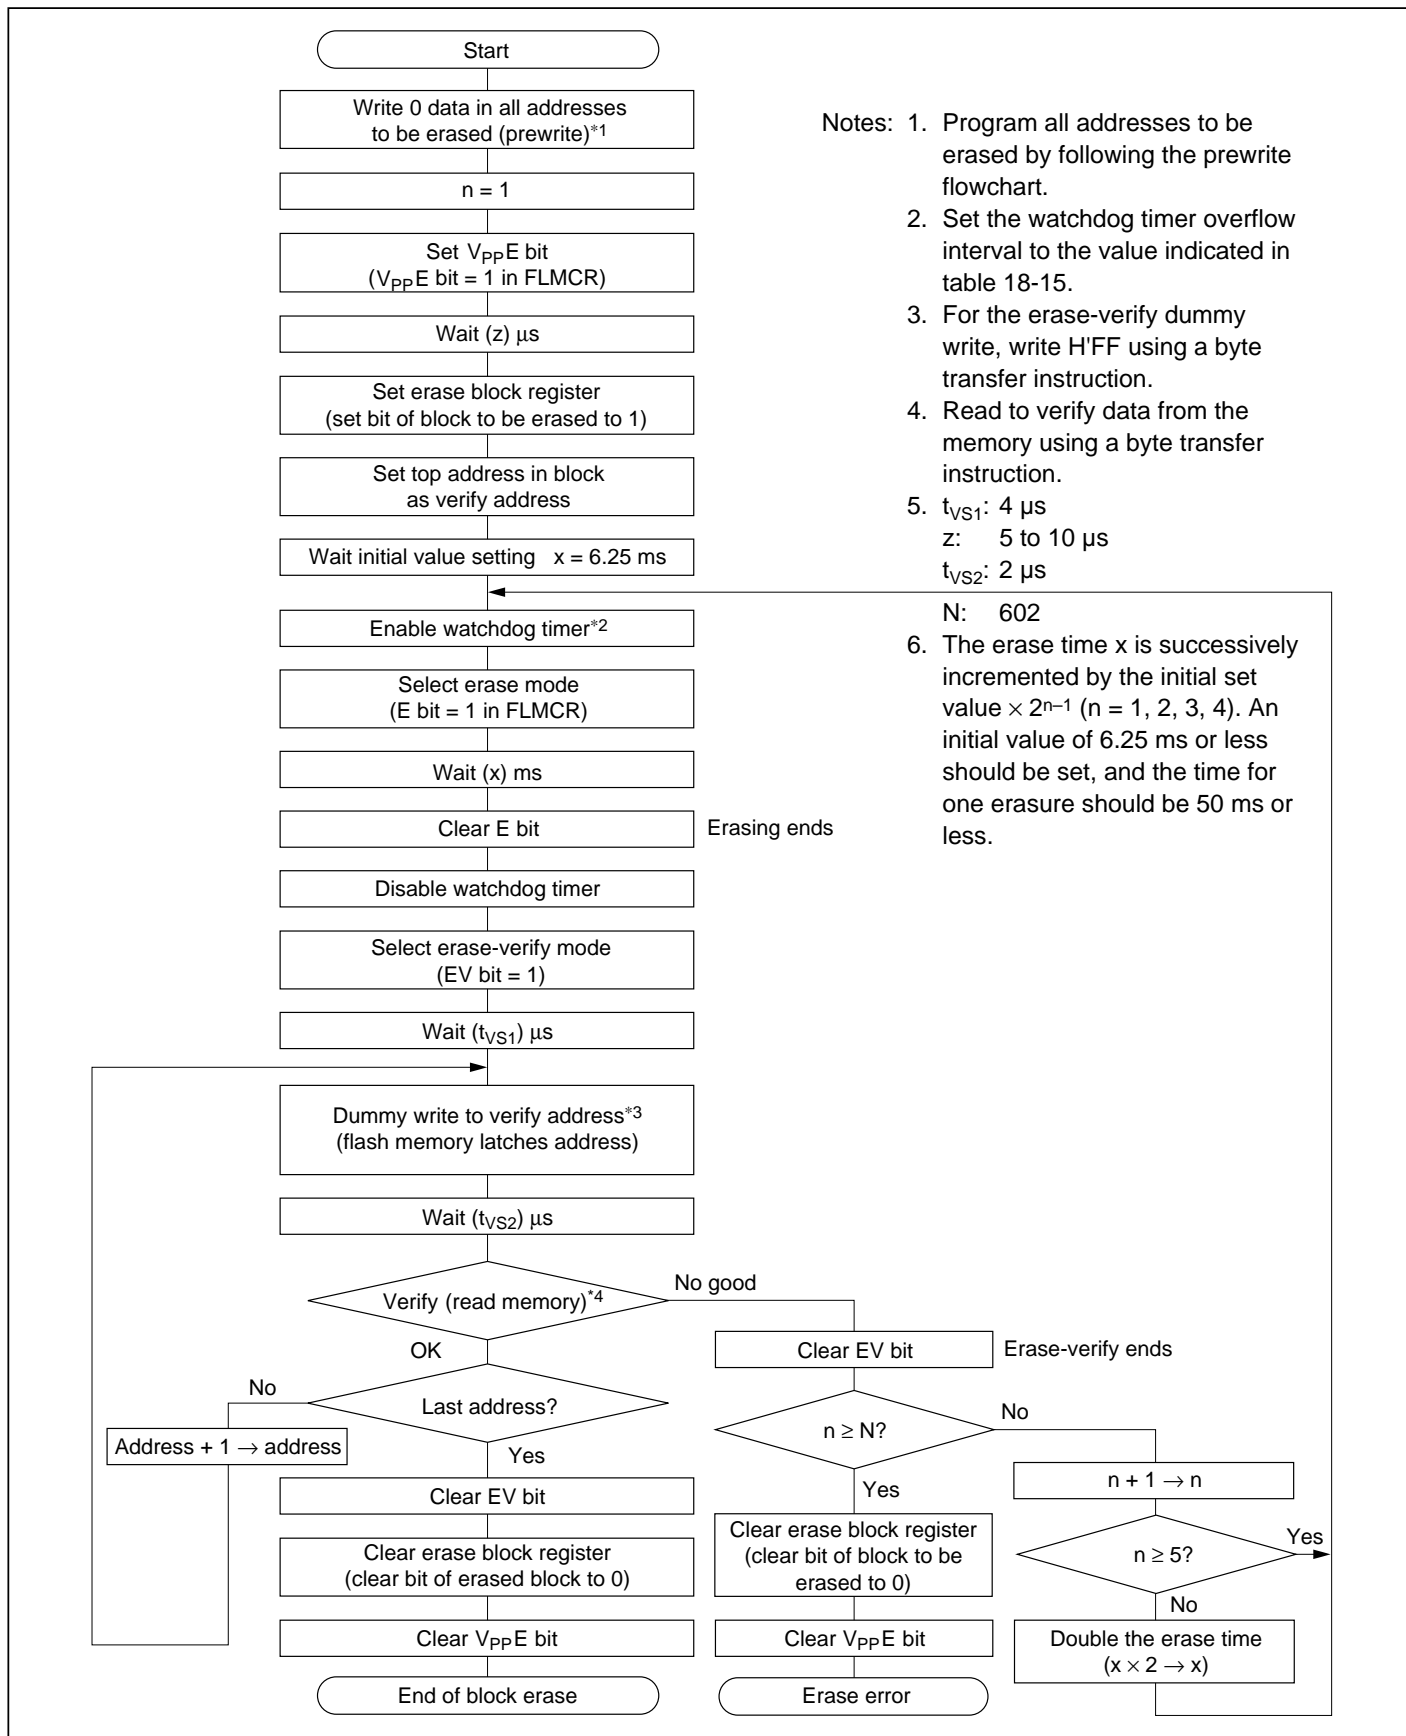 Start
Write 0 data in all addresses
to be erased (prewrite)*1
n = 1
Set VPPE bit
(VPPE bit = 1 in FLMCR)
Wait (z) μs
Set erase block register
(set bit of block to be erased to 1)
Set top address in block
as verify address
Wait initial value setting x = 6.25 ms
Enable watchdog timer*2
Select erase mode
(E bit = 1 in FLMCR)
Wait (x) ms
Clear E bit
Erasing ends
Disable watchdog timer
Select erase-verify mode
(EV bit = 1)
Wait (tVS1) μs
Dummy write to verify address*3
(flash memory latches address)
Wait (tVS2) μs
Verify (read memory)*4
No good
OK
Last address?
No
Address + 1 → address
Yes
Clear EV bit
Clear erase block register
(clear bit of erased block to 0)
Clear VPPE bit
End of block erase
Clear EV bit
Erase-verify ends
n ≥ N?
No
Yes
Clear erase block register
(clear bit of block to be
erased to 0)
Clear VPPE bit
Erase error
n + 1 → n
n ≥ 5?
Yes
No
Double the erase time
(x × 2 → x)
Notes: 1. Program all addresses to be
erased by following the prewrite
flowchart.
2. Set the watchdog timer overflow
interval to the value indicated in
table 18-15.
3. For the erase-verify dummy
write, write H'FF using a byte
transfer instruction.
4. Read to verify data from the
memory using a byte transfer
instruction.
5. tVS1: 4 μs
z: 5 to 10 μs
tVS2: 2 μs
N: 602
6. The erase time x is successively
incremented by the initial set
value × 2n–1 (n = 1, 2, 3, 4). An
initial value of 6.25 ms or less
should be set, and the time for
one erasure should be 50 ms or
less.